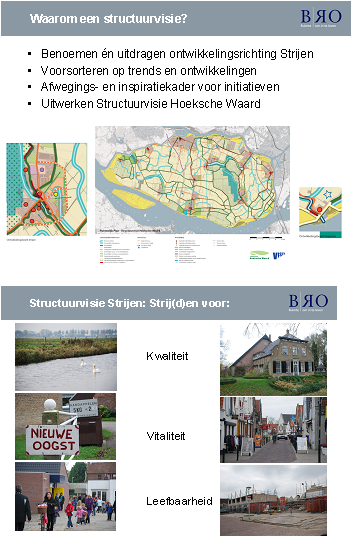 Waarom een structuurvisie?
BRO
• Benoemen én uitdragen ontwikkelingsrichting Strijen
• Voorsorteren op trends en ontwikkelingen
• Afwegings- en inspiratiekader voor initiatieven
• Uitwerken Structuurvisie Hoeksche Waard
Structuurvisie Strijen: Strij(d)en voor:
BRO
Kwaliteit
Vitaliteit
NIEUWE
OOGST
Leefbaarheid